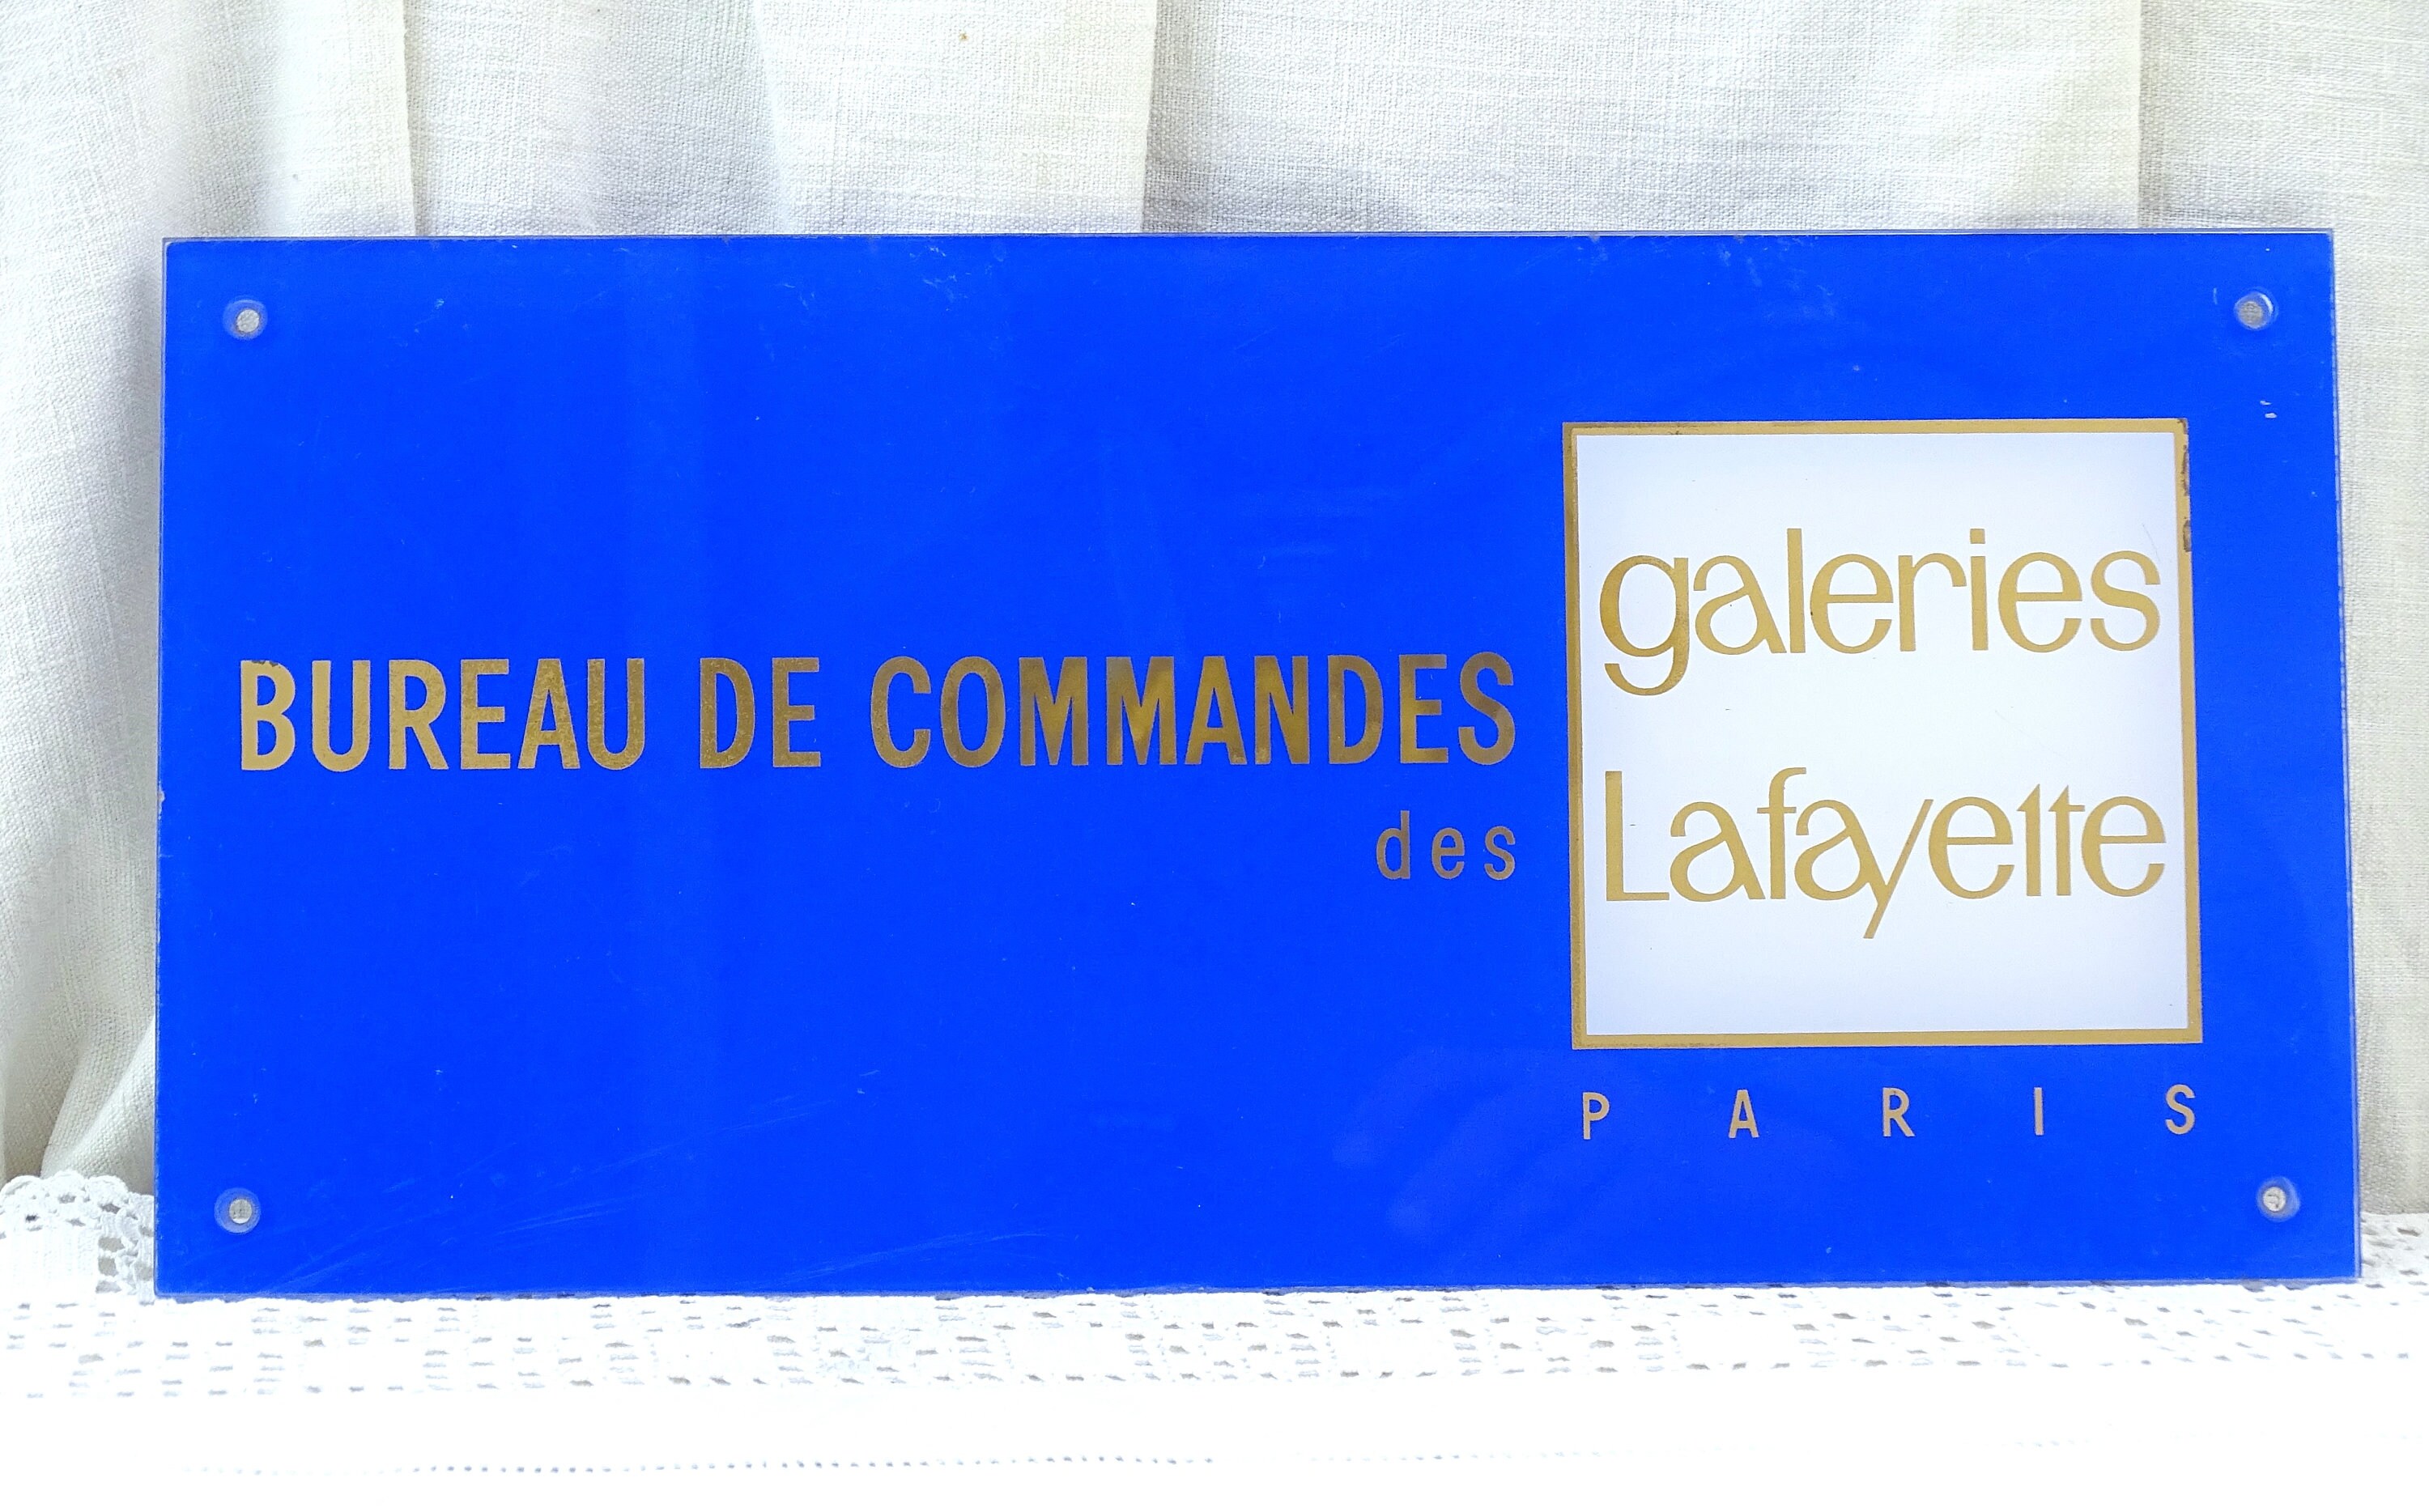 BUREAU DE COMMANDES
des
galeries
Lafayette
PARIS